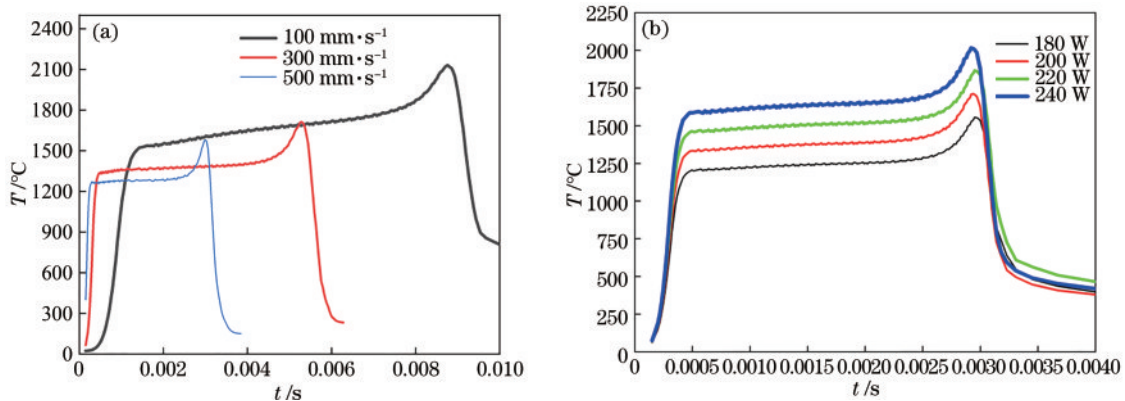 (a)
100 mm·s⁻¹
300 mm·s⁻¹
500 mm·s⁻¹
2400
2100
1800
1500
1200
900
600
300
0
T /°C
0
0.002
0.004
0.006
0.008
0.010
t /s
(b)
180 W
200 W
220 W
240 W
2250
2000
1750
1500
1250
1000
750
500
250
0
T /°C
0.0005
0.0010
0.0015
0.0020
0.0025
0.0030
0.0035
0.0040
t /s